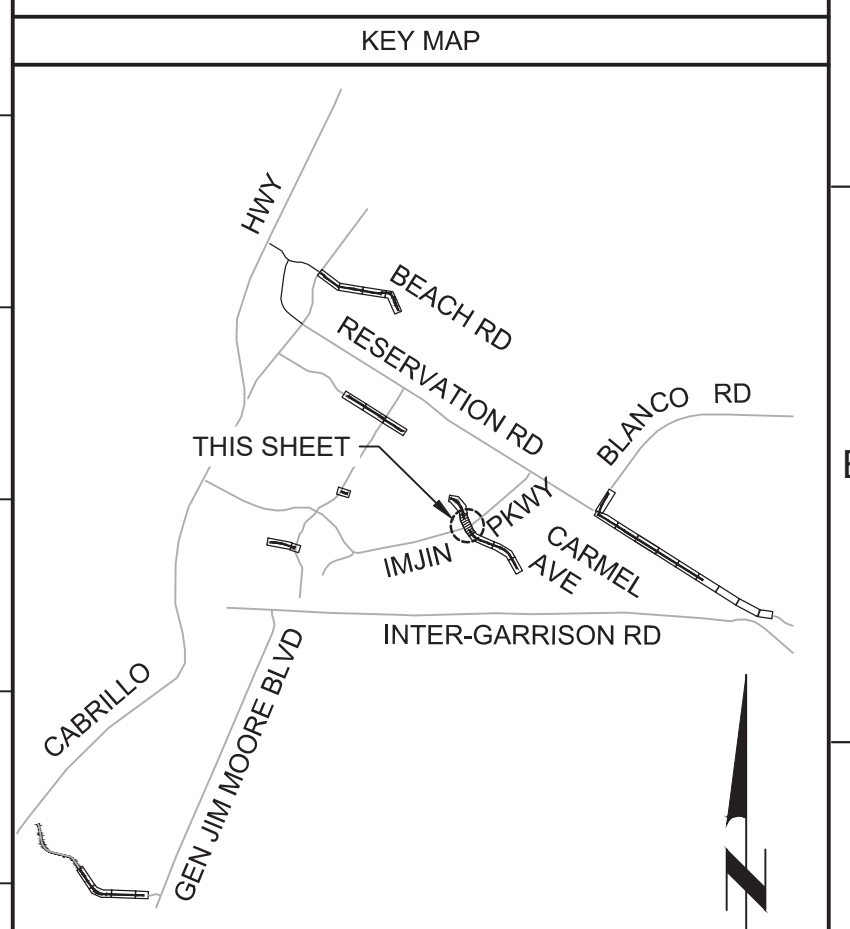 KEY MAP
HWY
BEACH RD
RESERVATION RD
BLANCO RD
THIS SHEET
IMJIN PKWY
CARMEL
AVE
INTER-GARRISON RD
CABRILLO
GEN JIM MOORE BLVD
N